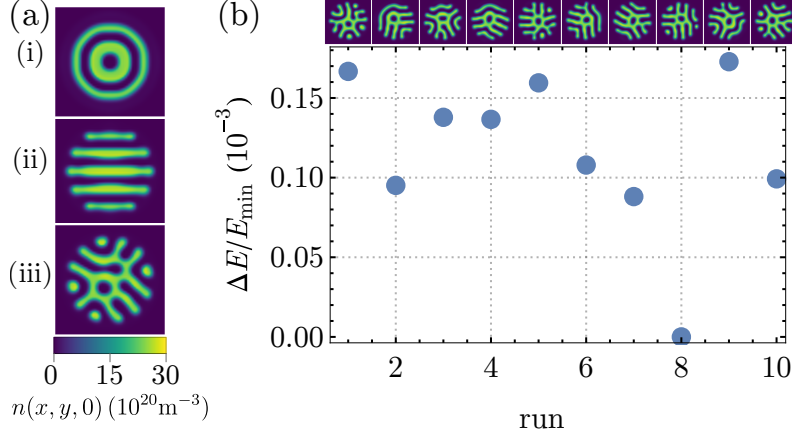 (a)
(i)
(ii)
(iii)
0 15 30
n(x, y, 0) (10²⁰m⁻³)
(b)
0.15
0.10
0.05
0.00
ΔE/E_min (10⁻³)
2 4 6 8 10
run